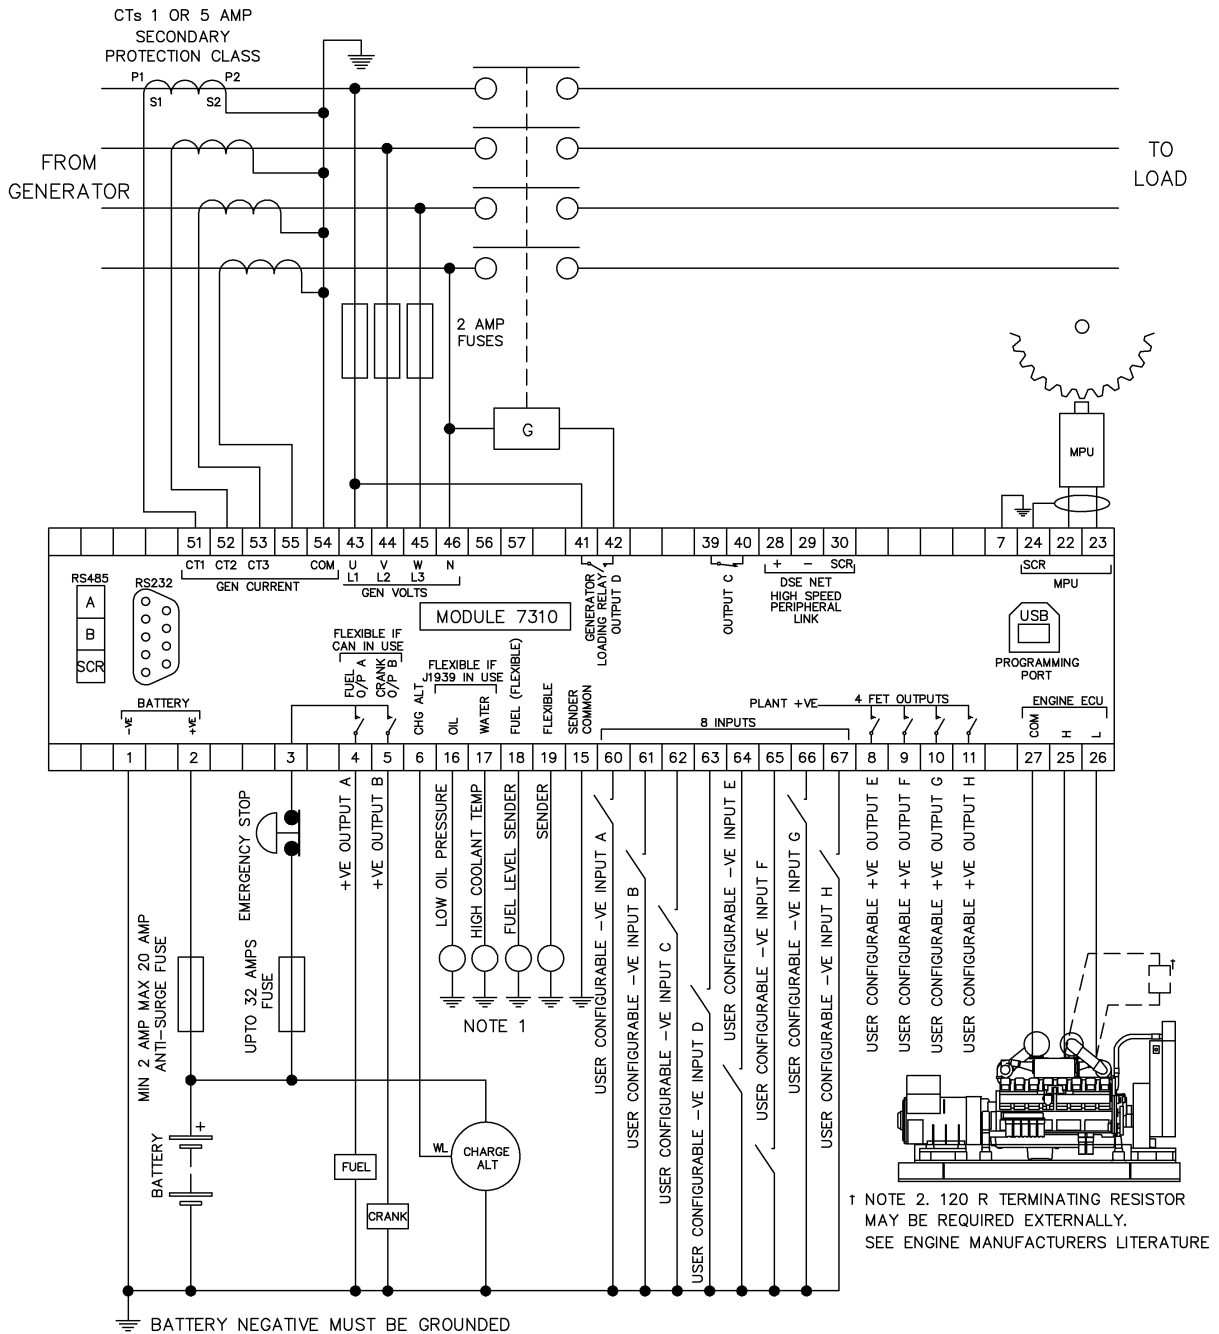 CTs 1 OR 5 AMP
SECONDARY
PROTECTION CLASS
P1
P2
S1
S2
FROM
GENERATOR
TO
LOAD
2 AMP
FUSES
G
MPU
51 52 53 55 54 43 44 45 46 56 57 41 42 39 40 28 29 30 7 24 22 23
CT1 CT2 CT3 COM U V W N
L1 L2 L3
GEN CURRENT
GEN VOLTS
+ − SCR
DSE NET
HIGH SPEED
PERIPHERAL
LINK
SCR
MPU
GENERATOR
LOADING RELAY
OUTPUT D
OUTPUT C
RS485
A
B
SCR
RS232
MODULE 7310
USB
PROGRAMMING
PORT
FLEXIBLE IF
CAN IN USE
FUEL
O/P A
CRANK
O/P B
FLEXIBLE IF
J1939 IN USE
CHG ALT
OIL
WATER
FUEL (FLEXIBLE)
FLEXIBLE
SENDER
COMMON
BATTERY
-VE
+VE
8 INPUTS
PLANT +VE
4 FET OUTPUTS
ENGINE ECU
COM
H
L
1 2 3 4 5 6 16 17 18 19 15 60 61 62 63 64 65 66 67 8 9 10 11 27 25 26
MIN 2 AMP MAX 20 AMP
ANTI-SURGE FUSE
EMERGENCY STOP
UPTO 32 AMPS
FUSE
+VE OUTPUT A
+VE OUTPUT B
LOW OIL PRESSURE
HIGH COOLANT TEMP
FUEL LEVEL SENDER
SENDER
NOTE 1
USER CONFIGURABLE -VE INPUT A
USER CONFIGURABLE -VE INPUT B
USER CONFIGURABLE -VE INPUT C
USER CONFIGURABLE -VE INPUT D
USER CONFIGURABLE -VE INPUT E
USER CONFIGURABLE -VE INPUT F
USER CONFIGURABLE -VE INPUT G
USER CONFIGURABLE -VE INPUT H
USER CONFIGURABLE +VE OUTPUT E
USER CONFIGURABLE +VE OUTPUT F
USER CONFIGURABLE +VE OUTPUT G
USER CONFIGURABLE +VE OUTPUT H
†
+
BATTERY
WL
CHARGE
ALT
FUEL
CRANK
† NOTE 2. 120 R TERMINATING RESISTOR
MAY BE REQUIRED EXTERNALLY.
SEE ENGINE MANUFACTURERS LITERATURE
BATTERY NEGATIVE MUST BE GROUNDED